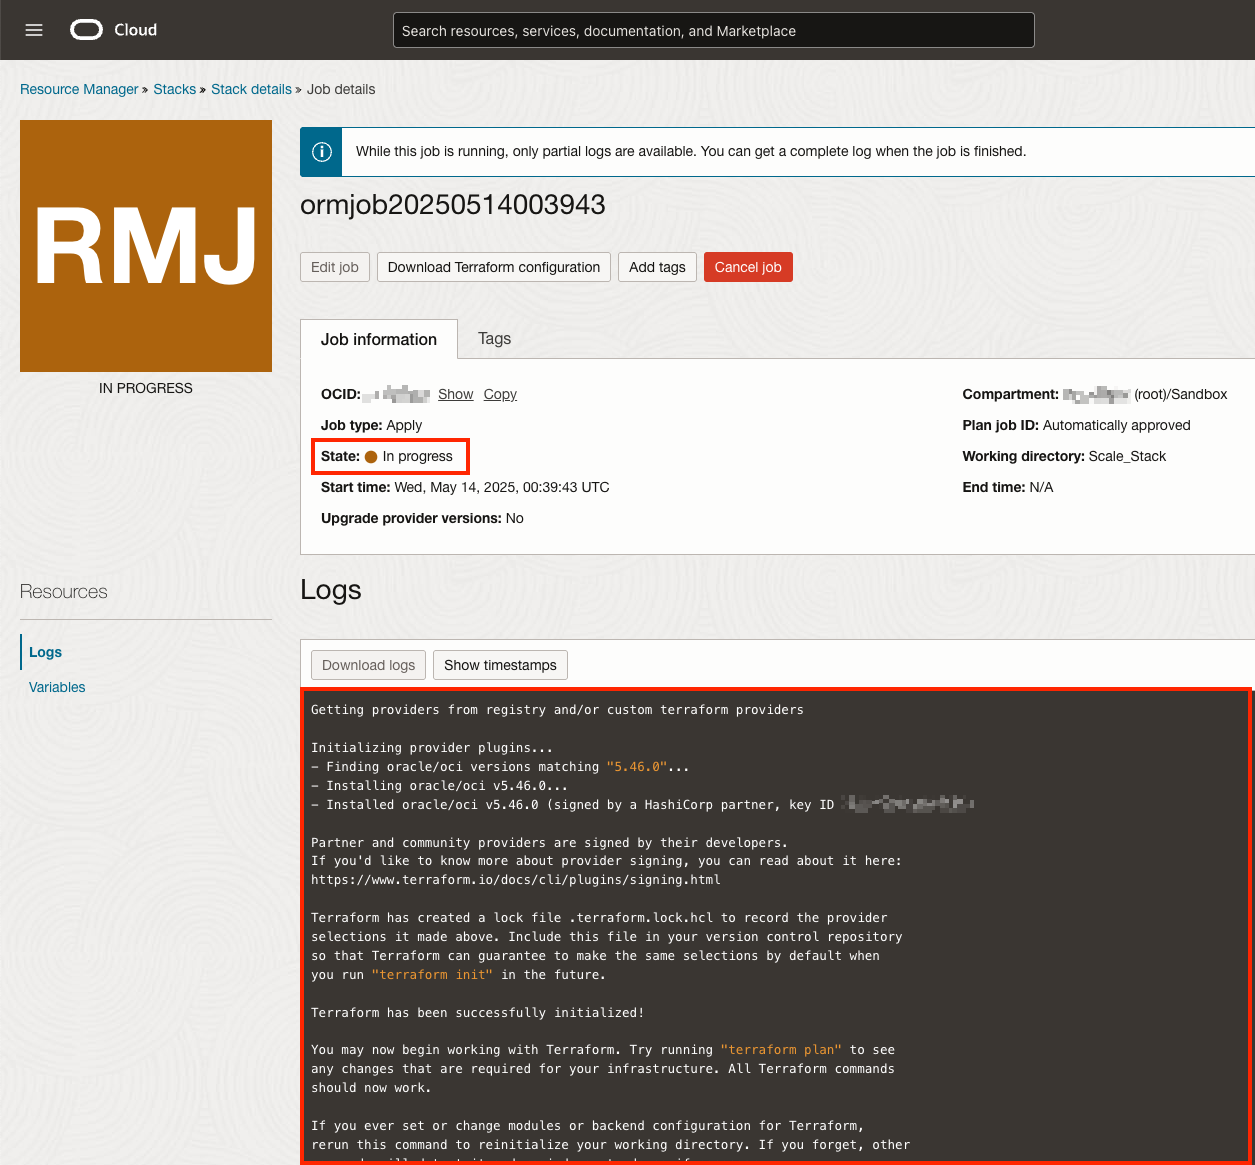 Cloud
Search resources, services, documentation, and Marketplace
Resource Manager » Stacks » Stack details » Job details
RMJ
IN PROGRESS
While this job is running, only partial logs are available. You can get a complete log when the job is finished.
ormjob20250514003943
Edit job
Download Terraform configuration
Add tags
Cancel job
Job information
Tags
OCID: Show Copy
Job type: Apply
State: In progress
Start time: Wed, May 14, 2025, 00:39:43 UTC
Upgrade provider versions: No
Compartment: (root)/Sandbox
Plan job ID: Automatically approved
Working directory: Scale_Stack
End time: N/A
Resources
Logs
Variables
Logs
Download logs
Show timestamps
Getting providers from registry and/or custom terraform providers
Initializing provider plugins...
- Finding oracle/oci versions matching "5.46.0"...
- Installing oracle/oci v5.46.0...
- Installed oracle/oci v5.46.0 (signed by a HashiCorp partner, key ID
Partner and community providers are signed by their developers.
If you'd like to know more about provider signing, you can read about it here:
https://www.terraform.io/docs/cli/plugins/signing.html
Terraform has created a lock file .terraform.lock.hcl to record the provider
selections it made above. Include this file in your version control repository
so that Terraform can guarantee to make the same selections by default when
you run "terraform init" in the future.
Terraform has been successfully initialized!
You may now begin working with Terraform. Try running "terraform plan" to see
any changes that are required for your infrastructure. All Terraform commands
should now work.
If you ever set or change modules or backend configuration for Terraform,
rerun this command to reinitialize your working directory. If you forget, other